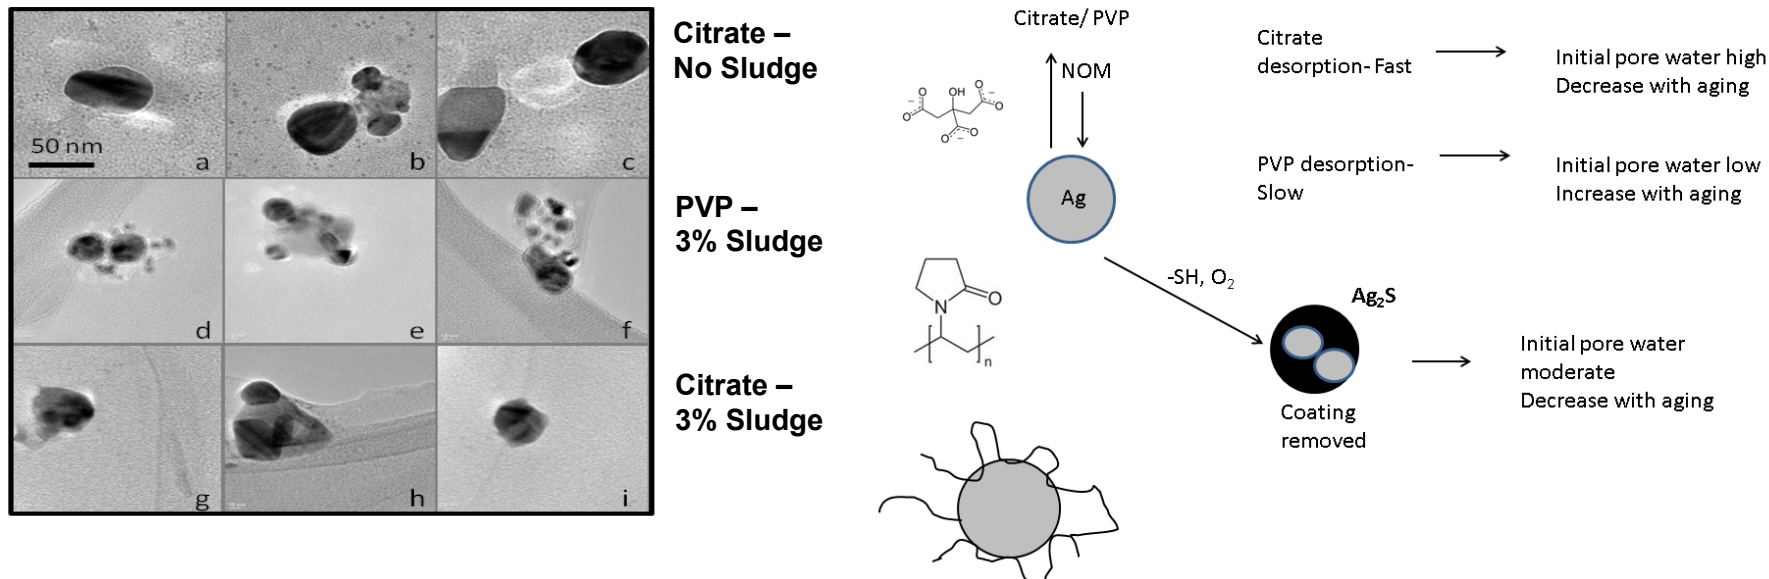 50 nm
a
b
c
d
e
f
g
h
i
Citrate –
No Sludge
PVP –
3% Sludge
Citrate –
3% Sludge
Citrate/ PVP
NOM
OH
O
O
O
O
O
O
Ag
N
O
n
-SH, O₂
Ag₂S
Coating
removed
Citrate
desorption- Fast
Initial pore water high
Decrease with aging
PVP desorption-
Slow
Initial pore water low
Increase with aging
Initial pore water
moderate
Decrease with aging